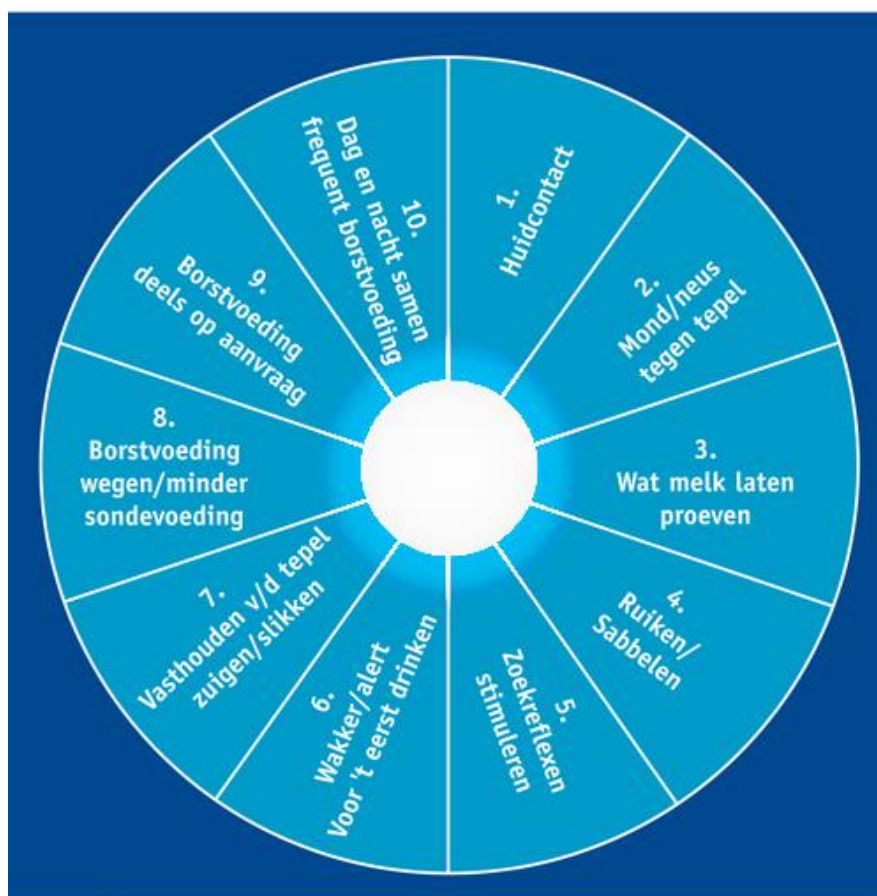 1.
Huidcontact
2.
Mond/neus
tegen tepel
3.
Wat melk laten
proeven
4.
Ruiken/
Sabbelen
5.
Zoekreflexen
stimuleren
6.
Wakker/alert
Voor 't eerst drinken
7.
Vasthouden v/d tepel
zuigen/slikken
8.
Borstvoeding
wegen/minder
sondevoeding
9.
Borstvoeding
deels op aanvraag
10.
Dag en nacht samen
frequent borstvoeding